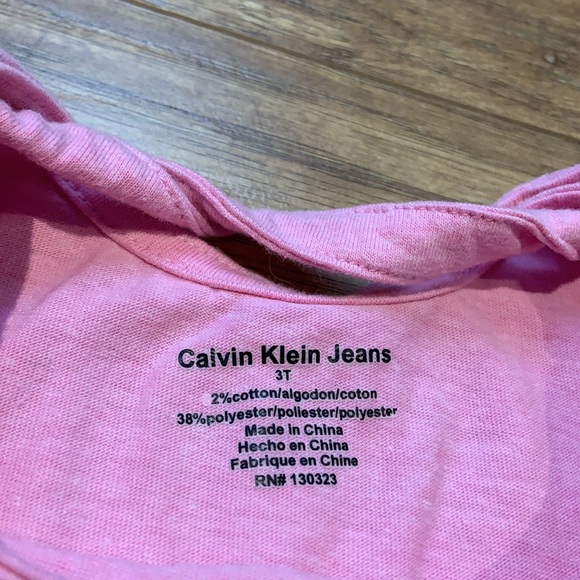 Calvin Klein Jeans
3T
2%cotton/algodon/coton
38%polyester/poliester/polyester
Made in China
Hecho en China
Fabrique en Chine
RN# 130323